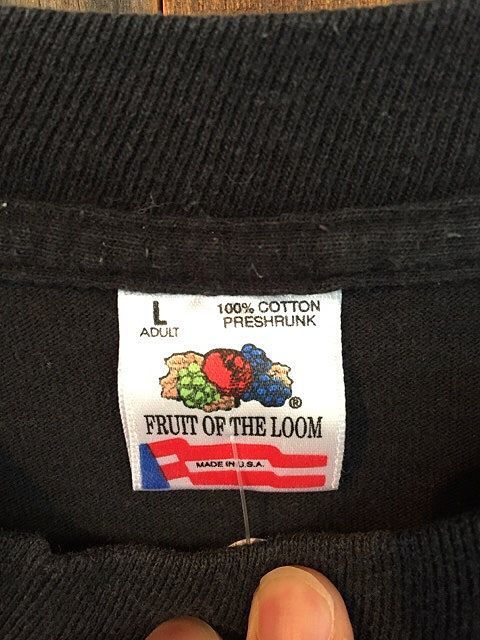 L
ADULT
100% COTTON
PRESHRUNK
®
FRUIT OF THE LOOM
MADE IN U.S.A.